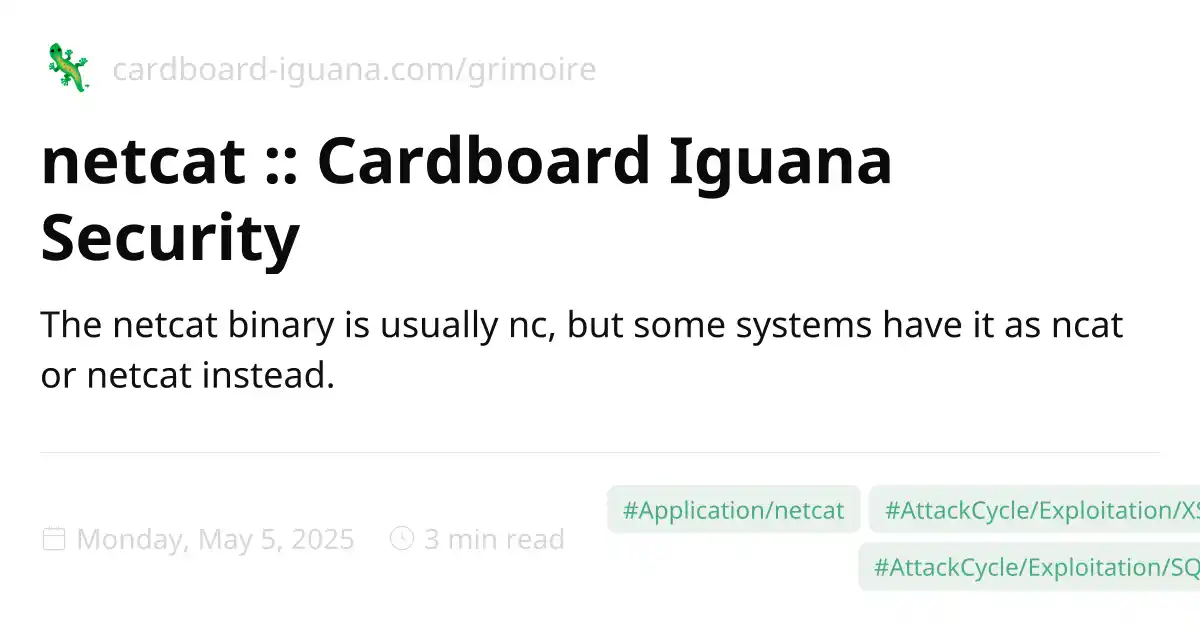 cardboard-iguana.com/grimoire
netcat :: Cardboard Iguana
Security
The netcat binary is usually nc, but some systems have it as ncat
or netcat instead.
Monday, May 5, 2025
3 min read
#Application/netcat
#AttackCycle/Exploitation/XS
#AttackCycle/Exploitation/SQ